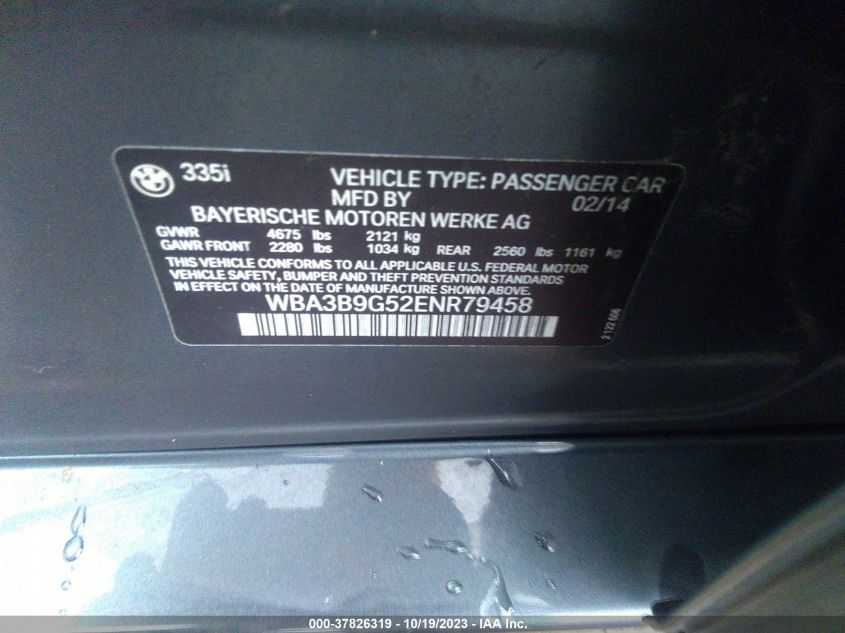 335i VEHICLE TYPE: PASSENGER CAR
MFD BY 02/14
BAYERISCHE MOTOREN WERKE AG
GVWR 4675 lbs 2121 kg
GAWR FRONT 2280 lbs 1034 kg REAR 2560 lbs 1161 kg
THIS VEHICLE CONFORMS TO ALL APPLICABLE U.S. FEDERAL MOTOR
VEHICLE SAFETY, BUMPER AND THEFT PREVENTION STANDARDS
IN EFFECT ON THE DATE OF MANUFACTURE SHOWN ABOVE.
WBA3B9G52ENR79458
2 122 606
000-37826319 - 10/19/2023 - IAA Inc.